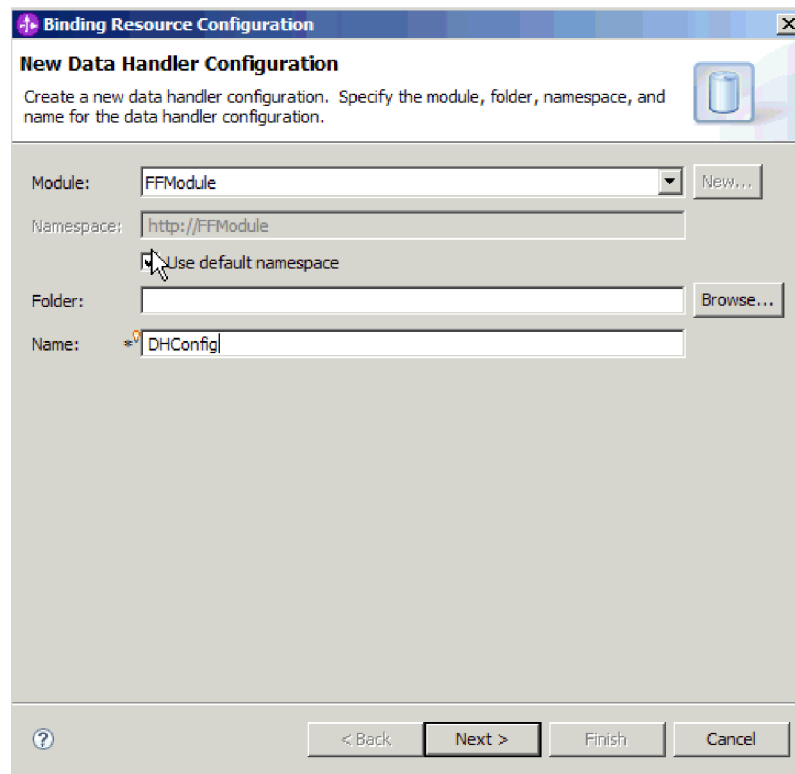 Binding Resource Configuration
New Data Handler Configuration
Create a new data handler configuration. Specify the module, folder, namespace, and
name for the data handler configuration.
Module: FFModule New...
Namespace: http://FFModule
Use default namespace
Folder: Browse...
Name: * DHConfig
? < Back Next > Finish Cancel